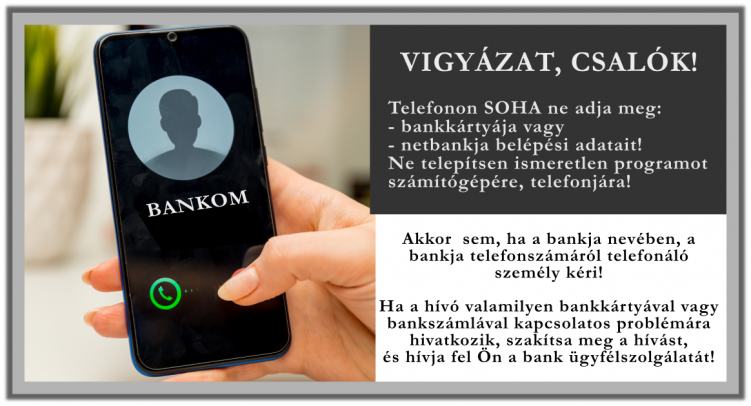 BANKOM
VIGYÁZAT, CSALÓK!
Telefonon SOHA ne adja meg:
- bankkártyája vagy
- netbankja belépési adatait!
Ne telepítsen ismeretlen programot
számítógépére, telefonjára!
Akkor sem, ha a bankja nevében, a
bankja telefonszámáról telefonáló
személy kéri!
Ha a hívó valamilyen bankkártyával vagy
bankszámlával kapcsolatos problémára
hivatkozik, szakítsa meg a hívást,
és hívja fel Ön a bank ügyfélszolgálatát!